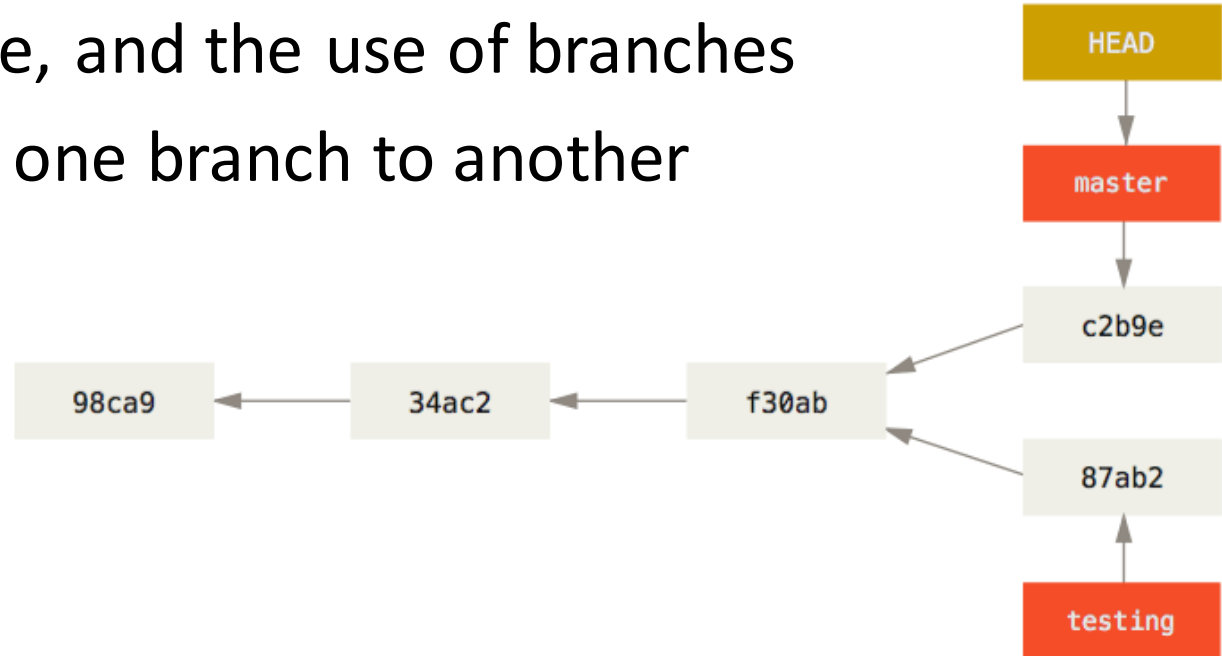 e, and the use of branches
one branch to another
HEAD
master
c2b9e
98ca9
34ac2
f30ab
87ab2
testing